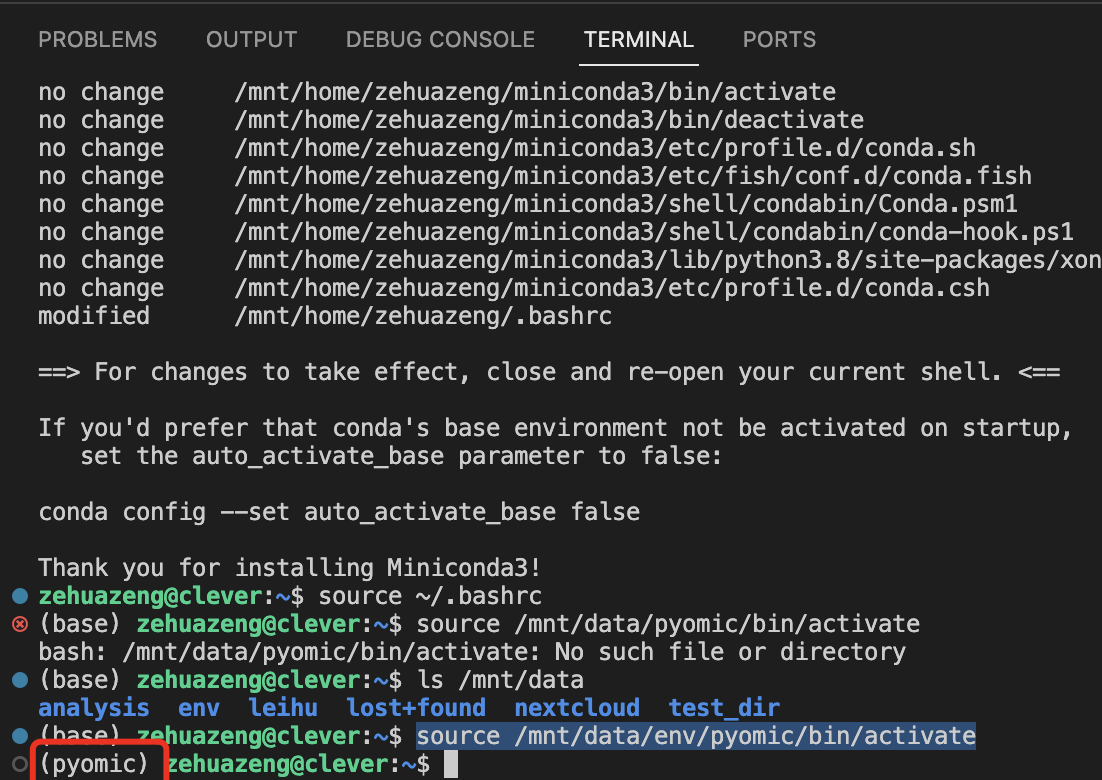 PROBLEMS OUTPUT DEBUG CONSOLE TERMINAL PORTS
no change /mnt/home/zehuazeng/miniconda3/bin/activate
no change /mnt/home/zehuazeng/miniconda3/bin/deactivate
no change /mnt/home/zehuazeng/miniconda3/etc/profile.d/conda.sh
no change /mnt/home/zehuazeng/miniconda3/etc/fish/conf.d/conda.fish
no change /mnt/home/zehuazeng/miniconda3/shell/condabin/Conda.psm1
no change /mnt/home/zehuazeng/miniconda3/shell/condabin/conda-hook.ps1
no change /mnt/home/zehuazeng/miniconda3/lib/python3.8/site-packages/xon
no change /mnt/home/zehuazeng/miniconda3/etc/profile.d/conda.csh
modified /mnt/home/zehuazeng/.bashrc
==> For changes to take effect, close and re-open your current shell. <==
If you'd prefer that conda's base environment not be activated on startup,
set the auto_activate_base parameter to false:
conda config --set auto_activate_base false
Thank you for installing Miniconda3!
zehuazeng@clever:~$ source ~/.bashrc
(base) zehuazeng@clever:~$ source /mnt/data/pyomic/bin/activate
bash: /mnt/data/pyomic/bin/activate: No such file or directory
(base) zehuazeng@clever:~$ ls /mnt/data
analysis env leihu lost+found nextcloud test_dir
(base) zehuazeng@clever:~$ source /mnt/data/env/pyomic/bin/activate
(pyomic) zehuazeng@clever:~$